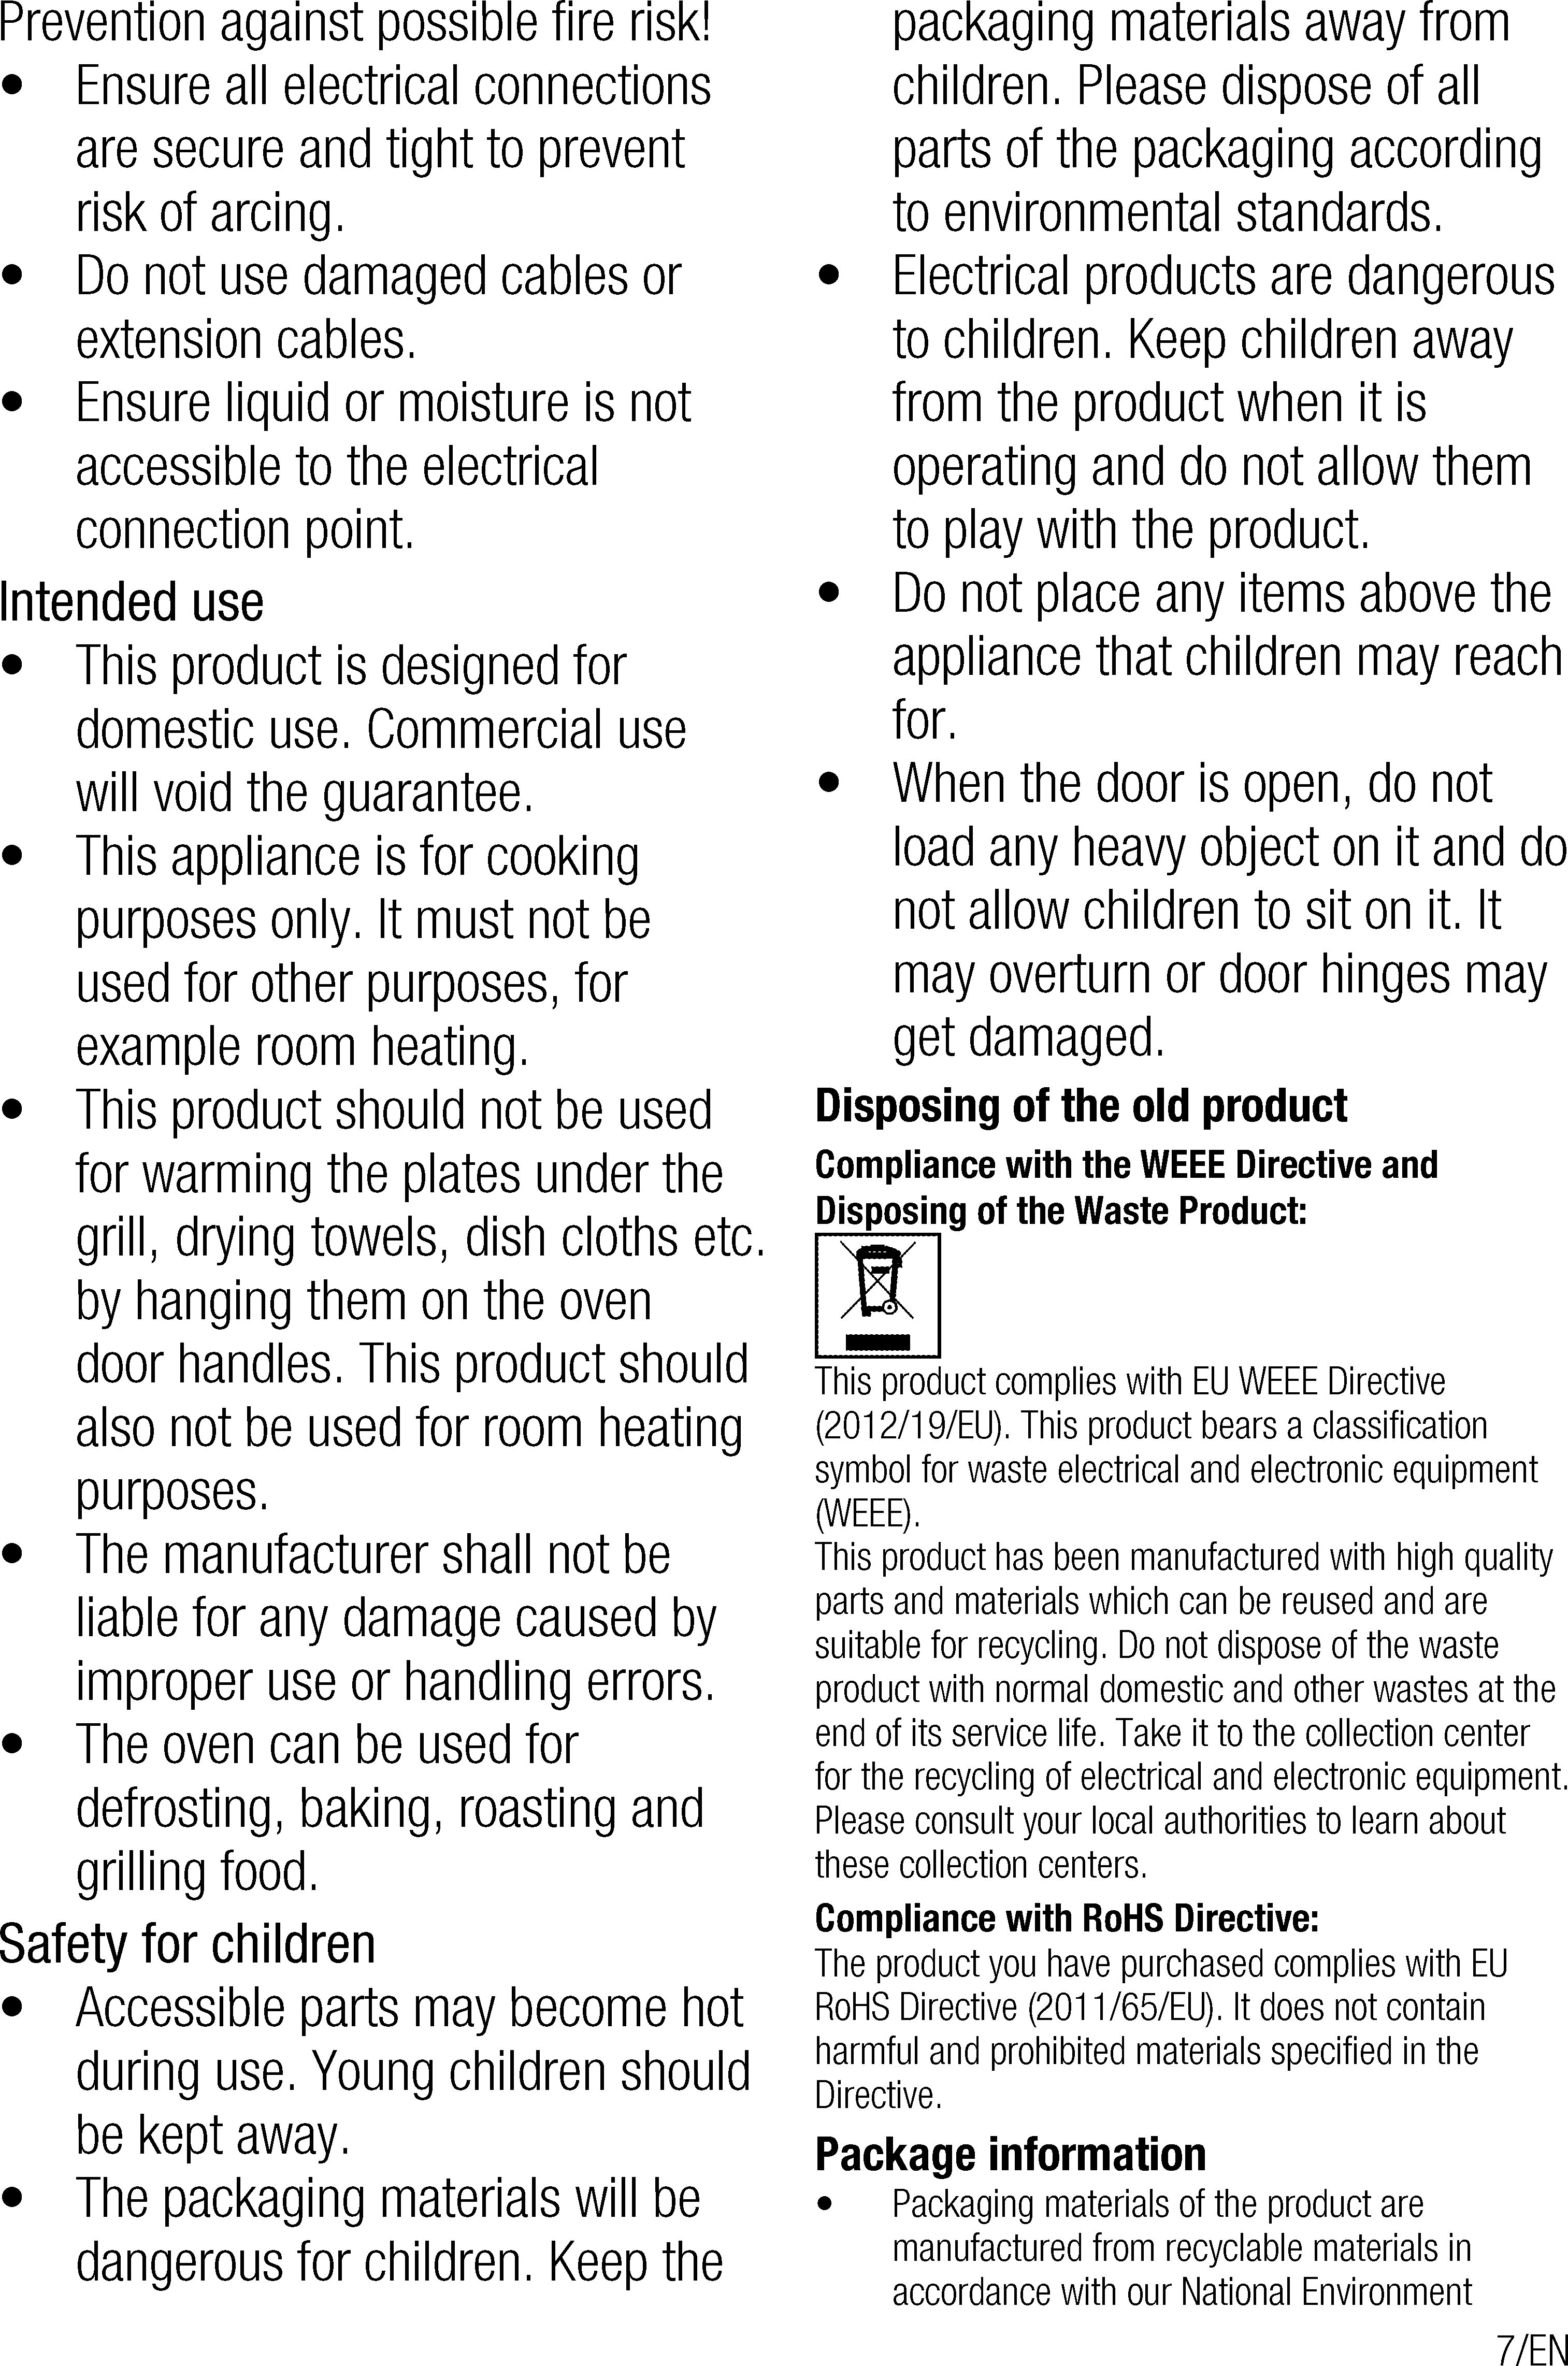 Prevention against possible fire risk!
• Ensure all electrical connections
are secure and tight to prevent
risk of arcing.
• Do not use damaged cables or
extension cables.
• Ensure liquid or moisture is not
accessible to the electrical
connection point.
Intended use
• This product is designed for
domestic use. Commercial use
will void the guarantee.
• This appliance is for cooking
purposes only. It must not be
used for other purposes, for
example room heating.
• This product should not be used
for warming the plates under the
grill, drying towels, dish cloths etc.
by hanging them on the oven
door handles. This product should
also not be used for room heating
purposes.
• The manufacturer shall not be
liable for any damage caused by
improper use or handling errors.
• The oven can be used for
defrosting, baking, roasting and
grilling food.
Safety for children
• Accessible parts may become hot
during use. Young children should
be kept away.
• The packaging materials will be
dangerous for children. Keep the
packaging materials away from
children. Please dispose of all
parts of the packaging according
to environmental standards.
• Electrical products are dangerous
to children. Keep children away
from the product when it is
operating and do not allow them
to play with the product.
• Do not place any items above the
appliance that children may reach
for.
• When the door is open, do not
load any heavy object on it and do
not allow children to sit on it. It
may overturn or door hinges may
get damaged.
Disposing of the old product
Compliance with the WEEE Directive and
Disposing of the Waste Product:
This product complies with EU WEEE Directive
(2012/19/EU). This product bears a classification
symbol for waste electrical and electronic equipment
(WEEE).
This product has been manufactured with high quality
parts and materials which can be reused and are
suitable for recycling. Do not dispose of the waste
product with normal domestic and other wastes at the
end of its service life. Take it to the collection center
for the recycling of electrical and electronic equipment.
Please consult your local authorities to learn about
these collection centers.
Compliance with RoHS Directive:
The product you have purchased complies with EU
RoHS Directive (2011/65/EU). It does not contain
harmful and prohibited materials specified in the
Directive.
Package information
• Packaging materials of the product are
manufactured from recyclable materials in
accordance with our National Environment
7/EN